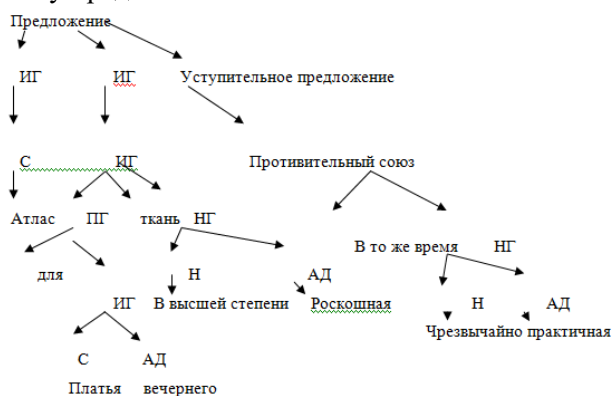 Предложение
ИГ ИГ Уступительное предложение
С ИГ Противительный союз
Атлас ПГ ткань НГ
В то же время НГ
для Н АД
ИГ В высшей степени Роскошная Н АД
Чрезвычайно практичная
С АД
Платья вечернего